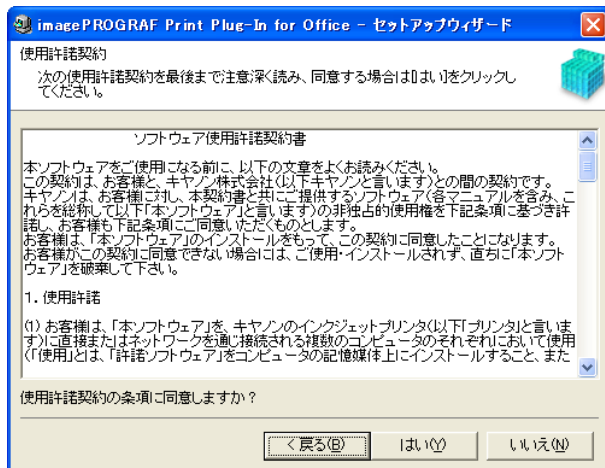 imagePROGRAF Print Plug-In for Office - セットアップウィザード
使用許諾契約
次の使用許諾契約を最後まで注意深く読み、同意する場合は[はい]をクリックし
てください。
ソフトウェア使用許諾契約書
本ソフトウェアをご使用になる前に、以下の文章をよくお読みください。
この契約は、お客様と、キヤノン株式会社(以下キヤノンと言います)との間の契約です。
キヤノンは、お客様に対し、本契約書と共にご提供するソフトウェア(各マニュアルを含み、こ
れらを総称して以下「本ソフトウェア」と言います)の非独占的使用権を下記条項に基づき許
諾し、お客様も下記条項にご同意いただくものとします。
お客様は、「本ソフトウェア」のインストールをもって、この契約に同意したことになります。
お客様がこの契約に同意できない場合には、ご使用・インストールされず、直ちに「本ソフト
ウェア」を破棄して下さい。
1. 使用許諾
(1) お客様は、「本ソフトウェア」を、キヤノンのインクジェットプリンタ(以下「プリンタ」と言いま
す)に直接またはネットワークを通じ接続される複数のコンピュータのそれぞれにおいて使用
(「使用」とは、「許諾ソフトウェア」をコンピュータの記憶媒体上にインストールすること、また
使用許諾契約の条項に同意しますか?
< 戻る(B)
はい(Y)
いいえ(N)